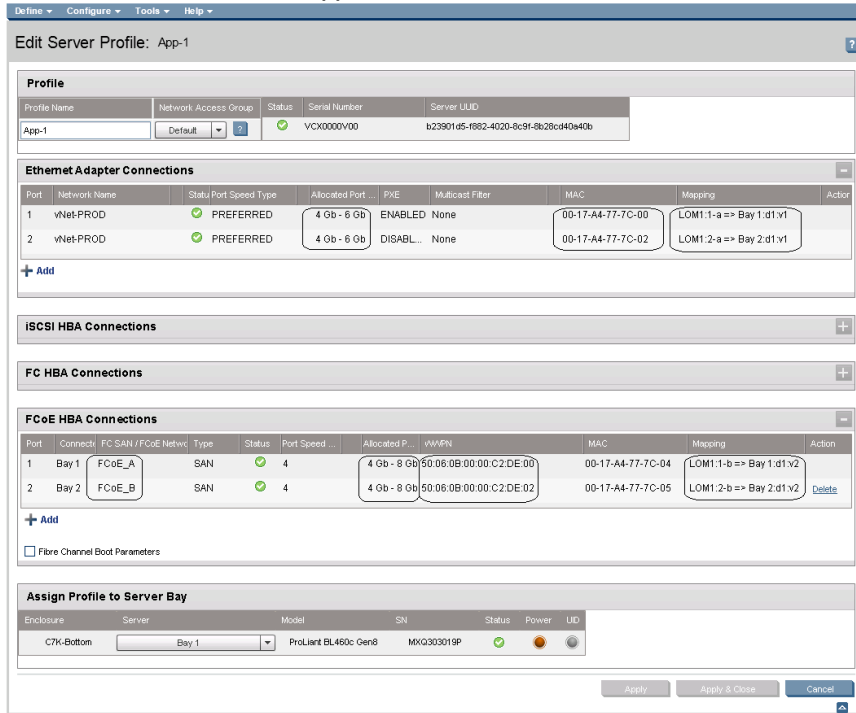 Define Configure Tools Help
Edit Server Profile: App-1
?
Profile
Profile Name Network Access Group Status Serial Number Server UUID
App-1 Default ? VCX0000V00 b23901d5-f882-4020-8c9f-8b28cd40a40b
Ethernet Adapter Connections
Port Network Name Statu Port Speed Type Allocated Port ... PXE Multicast Filter MAC Mapping Action
1 vNet-PROD PREFERRED 4 Gb - 6 Gb ENABLED None 00-17-A4-77-7C-00 LOM1:1-a => Bay 1:d1:v1
2 vNet-PROD PREFERRED 4 Gb - 6 Gb DISABL... None 00-17-A4-77-7C-02 LOM1:2-a => Bay 2:d1:v1
Add
iSCSI HBA Connections
FC HBA Connections
FCoE HBA Connections
Port Connecte FC SAN / FCoE Netwc Type Status Port Speed ... Allocated P... WWPN MAC Mapping Action
1 Bay 1 FCoE_A SAN 4 4 Gb - 8 Gb 50:06:0B:00:00:C2:DE:00 00-17-A4-77-7C-04 LOM1:1-b => Bay 1:d1:v2
2 Bay 2 FCoE_B SAN 4 4 Gb - 8 Gb 50:06:0B:00:00:C2:DE:02 00-17-A4-77-7C-05 LOM1:2-b => Bay 2:d1:v2 Delete
Add
Fibre Channel Boot Parameters
Assign Profile to Server Bay
Enclosure Server Model SN Status Power UID
C7K-Bottom Bay 1 ProLiant BL460c Gen8 MXQ303019P
Apply Apply & Close Cancel